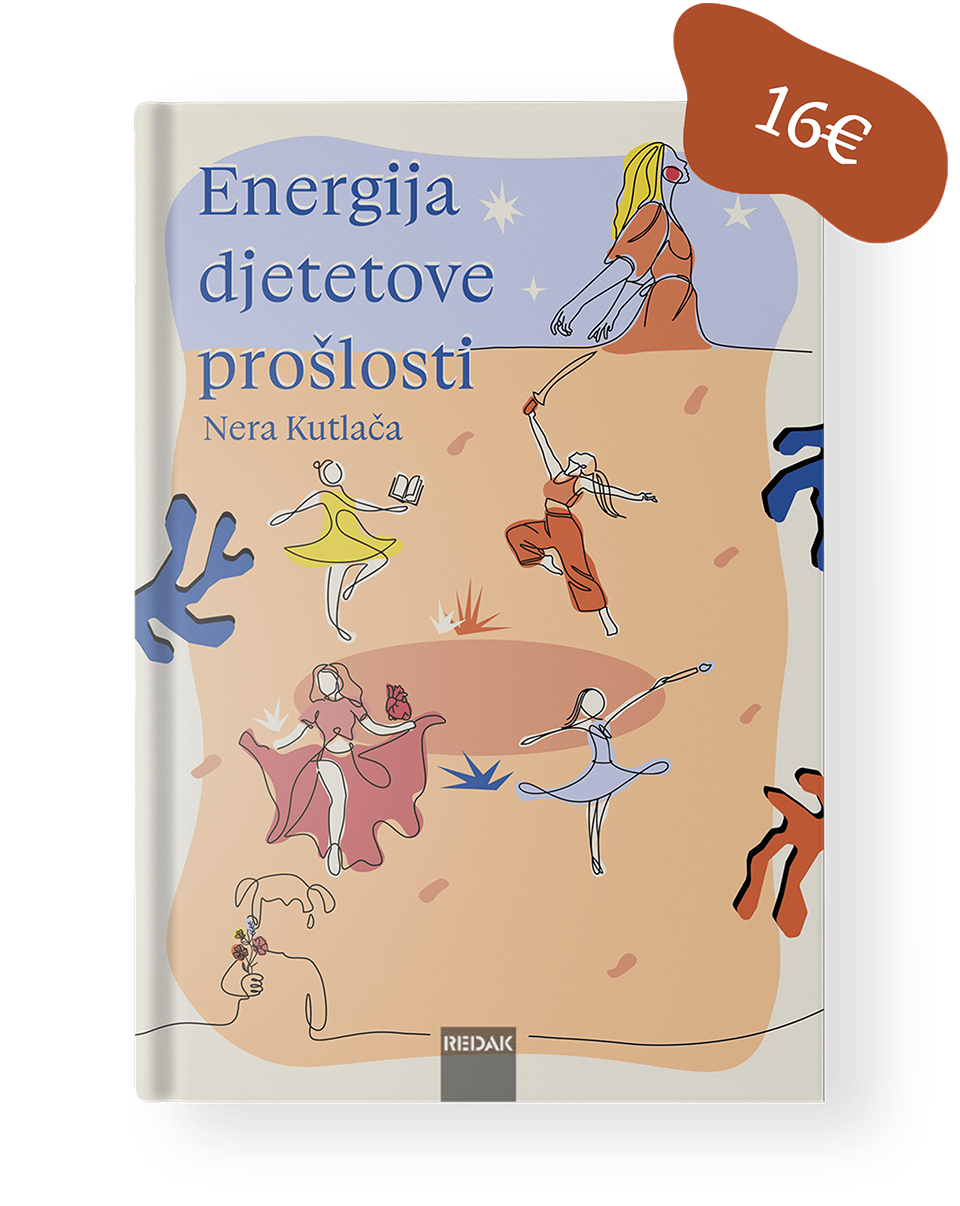 16€
Energija
djetetove
prošlosti
Nera Kutlača
REDAK